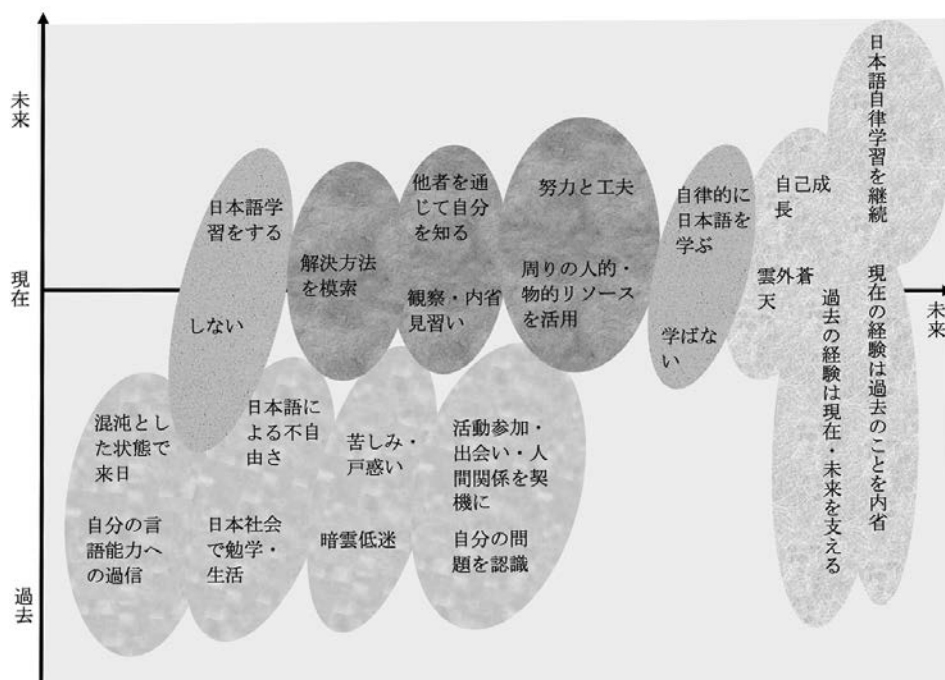 未来
現在
過去
未来
日本語学
習をする
しない
解決方法
を模索
他者を通
じて自分
を知る
観察・内省
見習い
努力と工夫
周りの人的・
物的リソース
を活用
自律的に
日本語を
学ぶ
学ばな
い
自己成
長
雲外蒼
天
日本語自律学習を継続
現在の経験は過去のことを内省
過去の経験は現在・未来を支える
混沌とし
た状態で
来日
自分の言
語能力へ
の過信
日本語に
よる不自
由さ
日本社会
で勉学・
生活
苦しみ・
戸惑い
暗雲低迷
活動参加・
出会い・人
間関係を契
機に
自分の問
題を認識